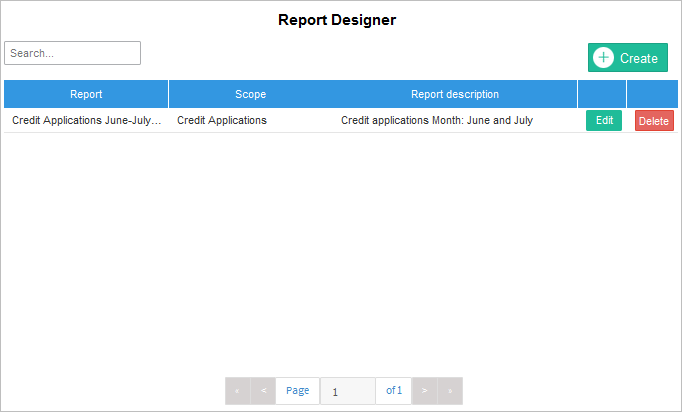 Report Designer
Search...
Create
Report Scope Report description
Credit Applications June-July... Credit Applications Credit applications Month: June and July Edit Delete
‹ < Page 1 of 1 > ›